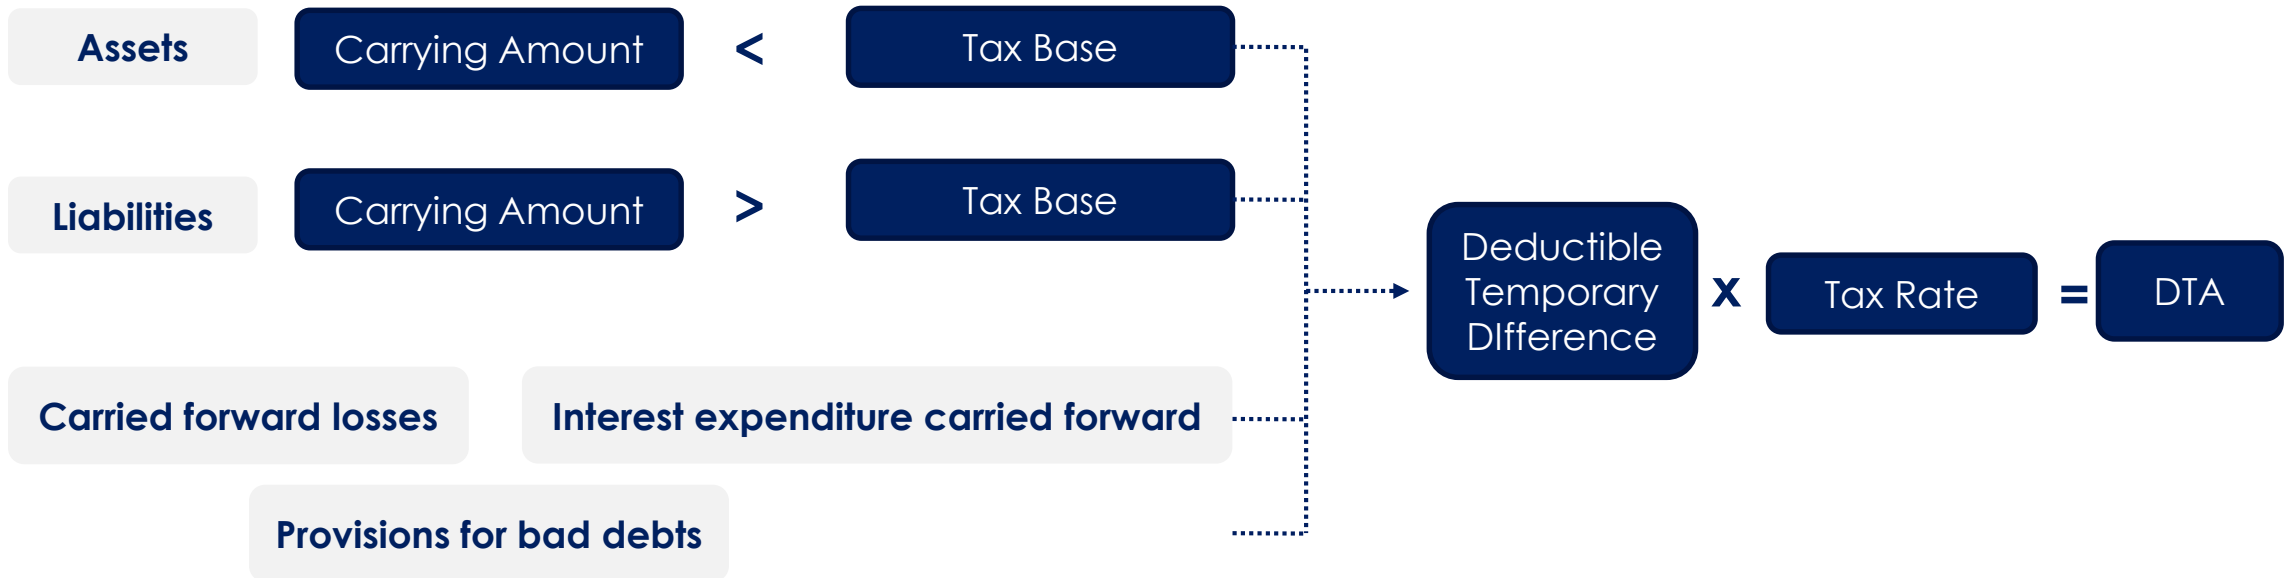 Assets Carrying Amount < Tax Base
Liabilities Carrying Amount > Tax Base
Deductible
Temporary
DIfference
x Tax Rate = DTA
Carried forward losses Interest expenditure carried forward
Provisions for bad debts